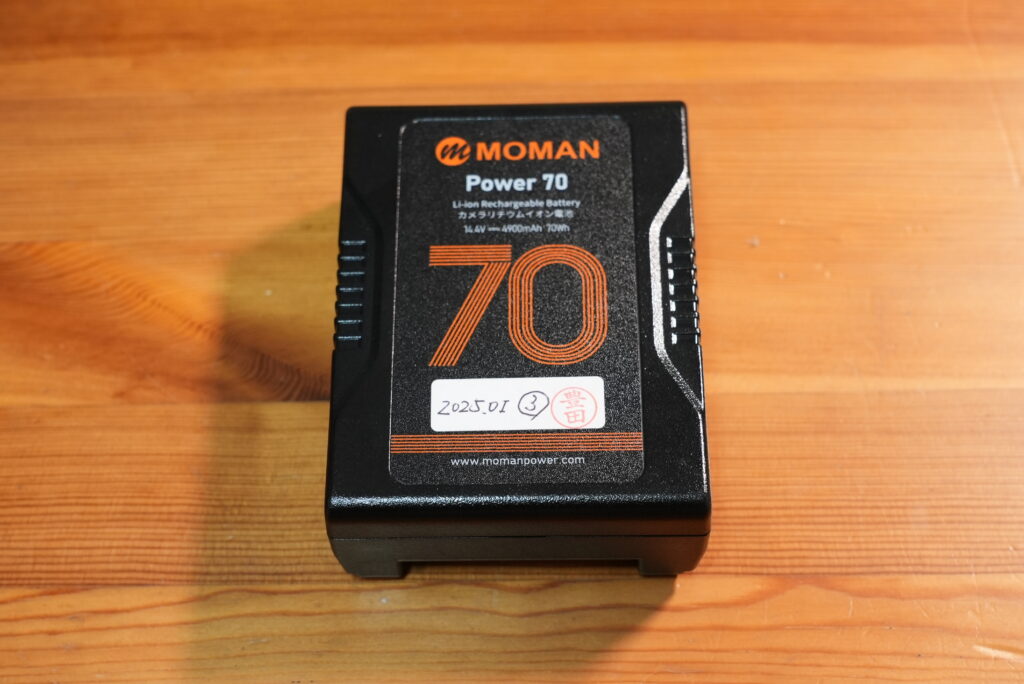 MOMAN
Power 70
Li-ion Rechargeable Battery
カメラリチウムイオン電池
14.4V ⎓ 4900mAh 70Wh
70
2025.01 ③ 豊田
www.momanpower.com